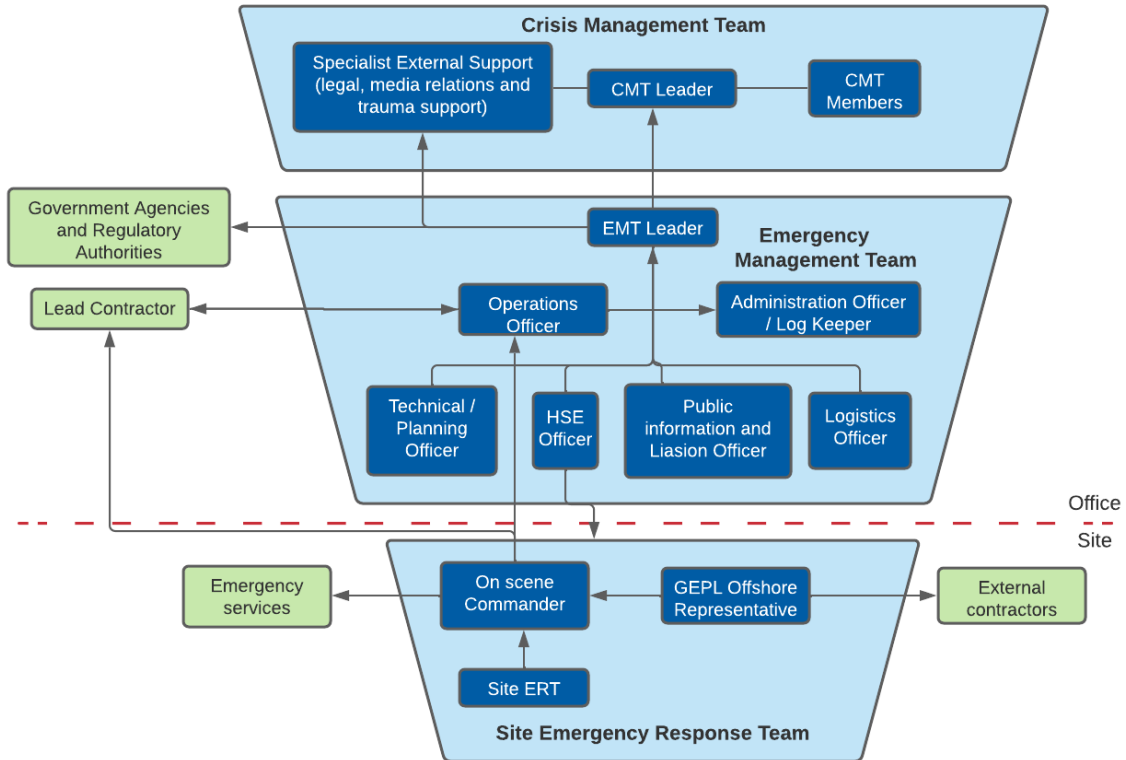 Crisis Management Team
Specialist External Support
(legal, media relations and
trauma support)
CMT Leader
CMT
Members
Government Agencies
and Regulatory
Authorities
EMT Leader
Emergency
Management Team
Lead Contractor
Operations
Officer
Administration Officer
/ Log Keeper
Technical /
Planning
Officer
HSE
Officer
Public
information and
Liasion Officer
Logistics
Officer
Office
Site
Emergency
services
On scene
Commander
GEPL Offshore
Representative
External
contractors
Site ERT
Site Emergency Response Team